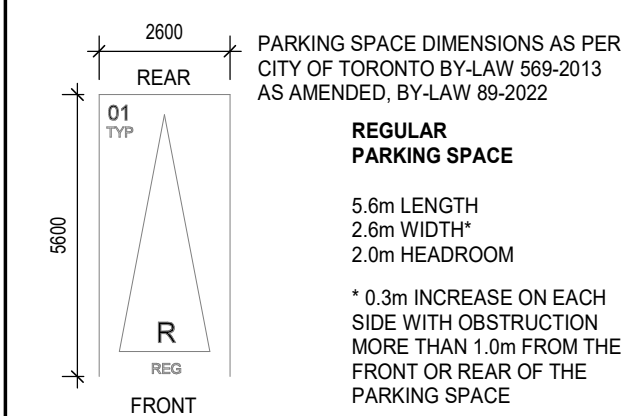 2600
REAR
01
TYP
5600
R
REG
FRONT
PARKING SPACE DIMENSIONS AS PER
CITY OF TORONTO BY-LAW 569-2013
AS AMENDED, BY-LAW 89-2022
REGULAR
PARKING SPACE
5.6m LENGTH
2.6m WIDTH*
2.0m HEADROOM
* 0.3m INCREASE ON EACH
SIDE WITH OBSTRUCTION
MORE THAN 1.0m FROM THE
FRONT OR REAR OF THE
PARKING SPACE